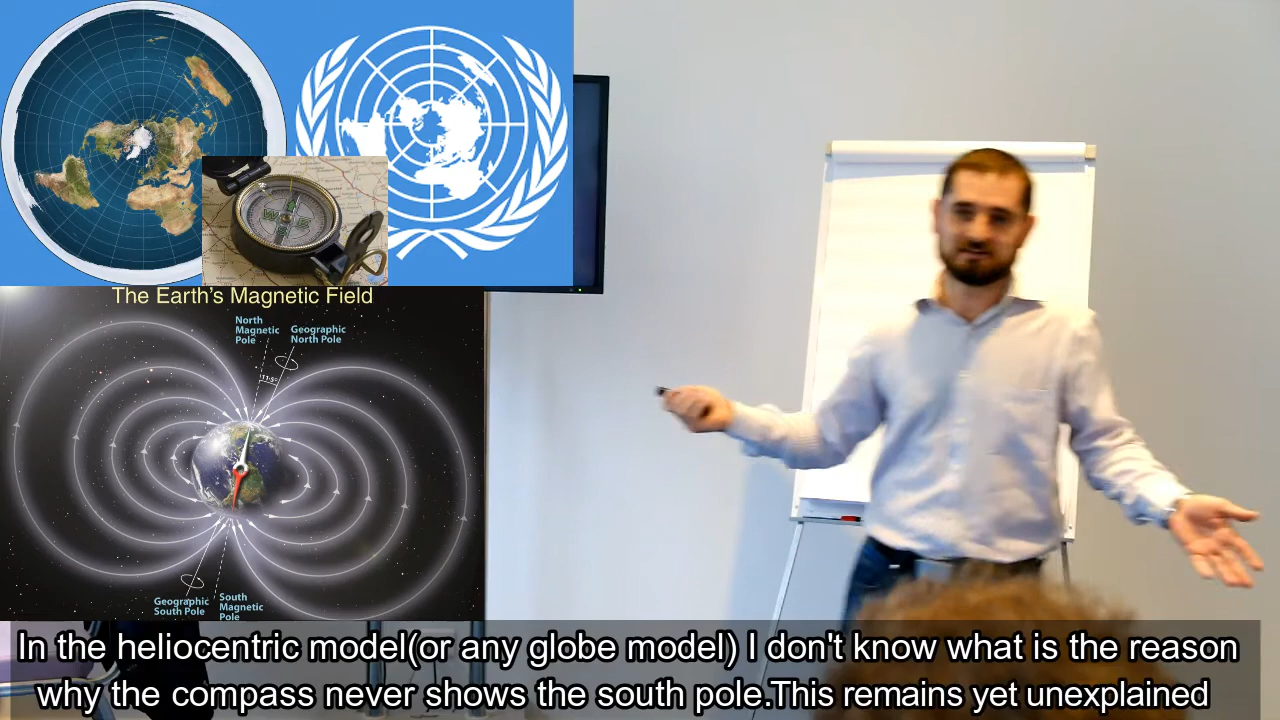 The Earth's Magnetic Field
North
Magnetic
Pole
Geographic
North Pole
11.5°
Geographic
South Pole
South
Magnetic
Pole
In the heliocentric model(or any globe model) I don't know what is the reason
why the compass never shows the south pole.This remains yet unexplained